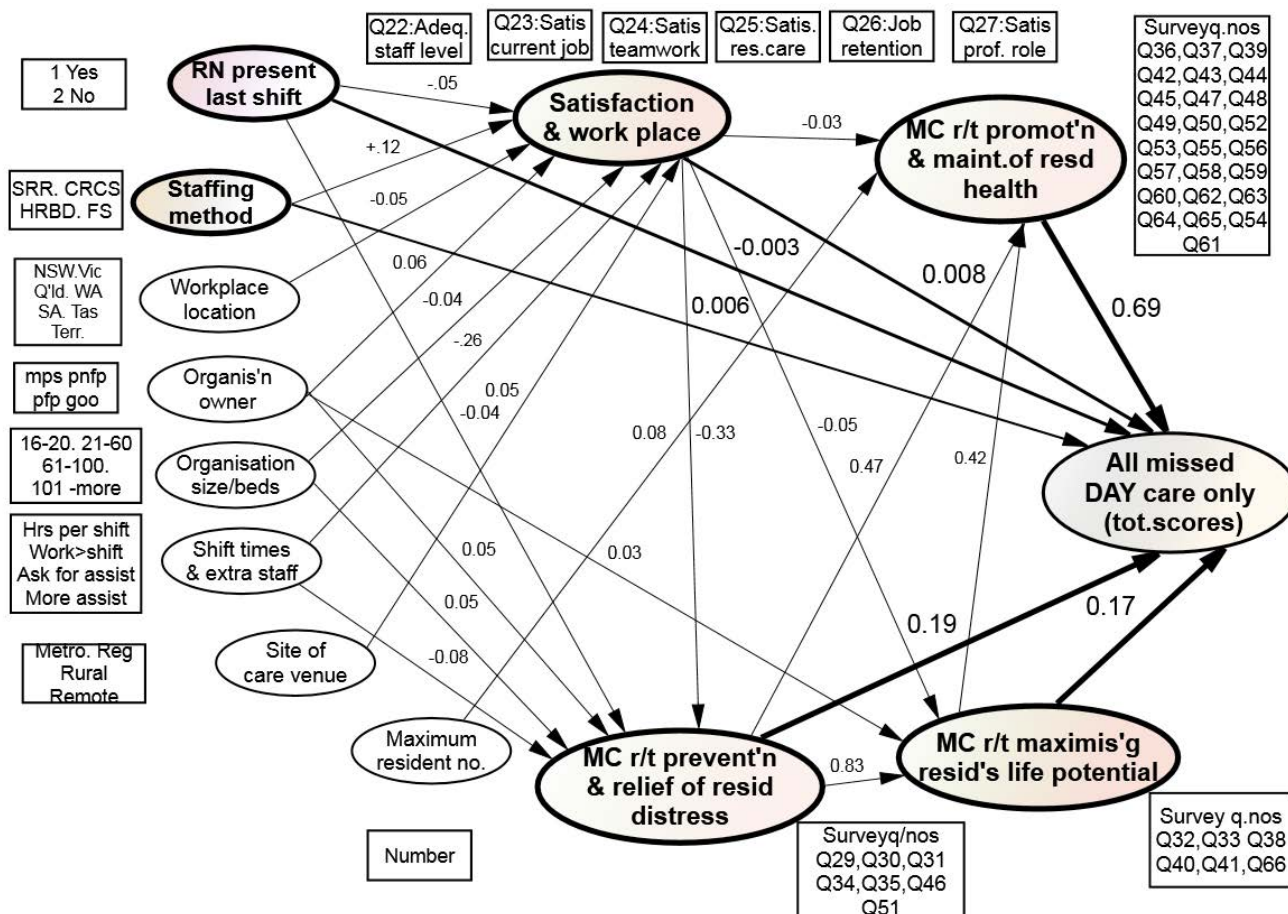 Q22:Adeq.
staff level
Q23:Satis
current job
Q24:Satis
teamwork
Q25:Satis.
res.care
Q26:Job
retention
Q27:Satis
prof. role
Surveyq.nos
Q36,Q37,Q39
Q42,Q43,Q44
Q45,Q47,Q48
Q49,Q50,Q52
Q53,Q55,Q56
Q57,Q58,Q59
Q60,Q62,Q63
Q64,Q65,Q54
Q61
1 Yes
2 No
RN present
last shift
-.05
Satisfaction
& work place
-0.03
MC r/t promot'n
& maint.of resd
health
+.12
SRR. CRCS
HRBD. FS
Staffing
method
-0.05
NSW.Vic
Q'ld. WA
SA. Tas
Terr.
Workplace
location
0.06
-0.04
-.26
0.05
-0.04
-0.003
0.006
0.008
0.69
mps pnfp
pfp goo
Organis'n
owner
0.08
-0.33
-0.05
0.47
0.42
16-20. 21-60
61-100.
101 -more
Organisation
size/beds
All missed
DAY care only
(tot.scores)
Hrs per shift
Work>shift
Ask for assist
More assist
Shift times
& extra staff
0.05
0.03
0.05
-0.08
0.19
0.17
Metro. Reg
Rural
Remote
Site of
care venue
Maximum
resident no.
MC r/t prevent'n
& relief of resid
distress
0.83
MC r/t maximis'g
resid's life potential
Number
Surveyq/nos
Q29,Q30,Q31
Q34,Q35,Q46
Q51
Survey q.nos
Q32,Q33 Q38
Q40,Q41,Q66